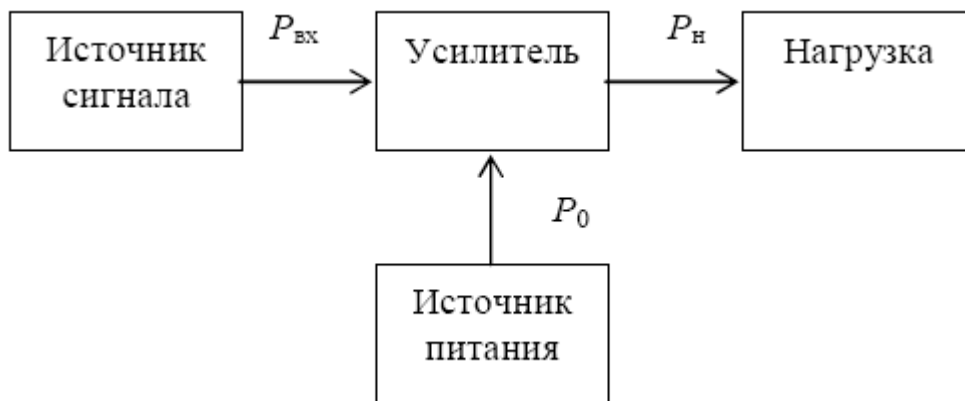 Источник
сигнала
Pвх
Усилитель
Pн
Нагрузка
P0
Источник
питания